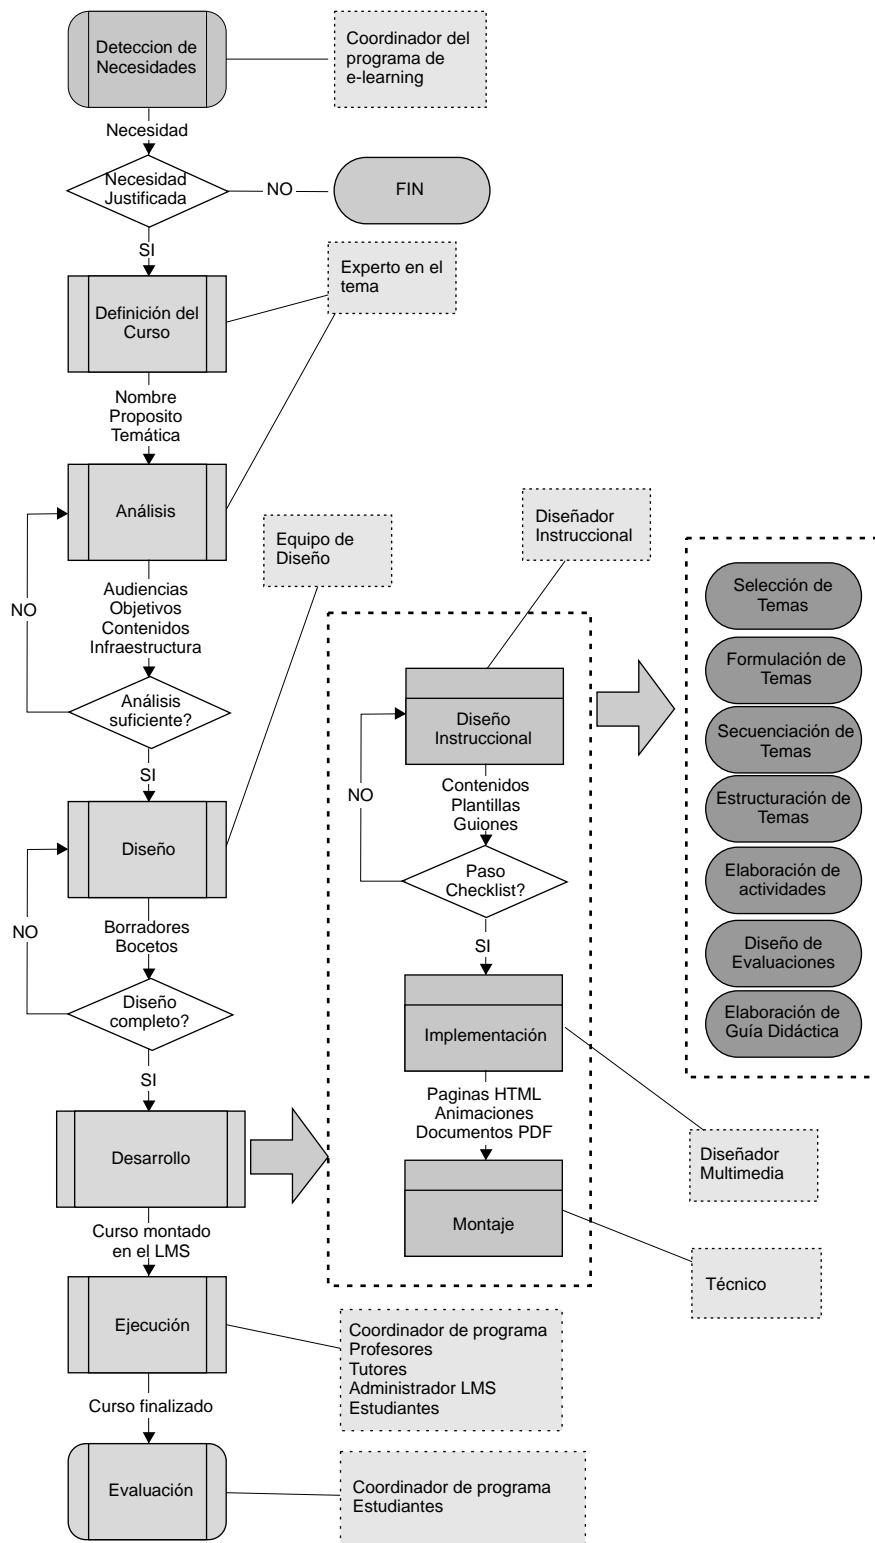 Deteccion de
Necesidades
Coordinador del
programa de
e-learning
Necesidad
Necesidad
Justificada
NO
FIN
SI
Experto en el
tema
Definición del
Curso
Nombre
Proposito
Temática
Análisis
Audiencias
Objetivos
Contenidos
Infraestructura
NO
Análisis
suficiente?
SI
Equipo de
Diseño
Diseño
Borradores
Bocetos
NO
Diseño
completo?
SI
Desarrollo
Curso montado
en el LMS
Ejecución
Coordinador de programa
Profesores
Tutores
Administrador LMS
Estudiantes
Curso finalizado
Evaluación
Coordinador de programa
Estudiantes
Diseñador
Instruccional
Diseño
Instruccional
Contenidos
Plantillas
Guiones
NO
Paso
Checklist?
SI
Implementación
Paginas HTML
Animaciones
Documentos PDF
Montaje
Diseñador
Multimedia
Técnico
Selección de
Temas
Formulación de
Temas
Secuenciación de
Temas
Estructuración de
Temas
Elaboración de
actividades
Diseño de
Evaluaciones
Elaboración de
Guía Didáctica